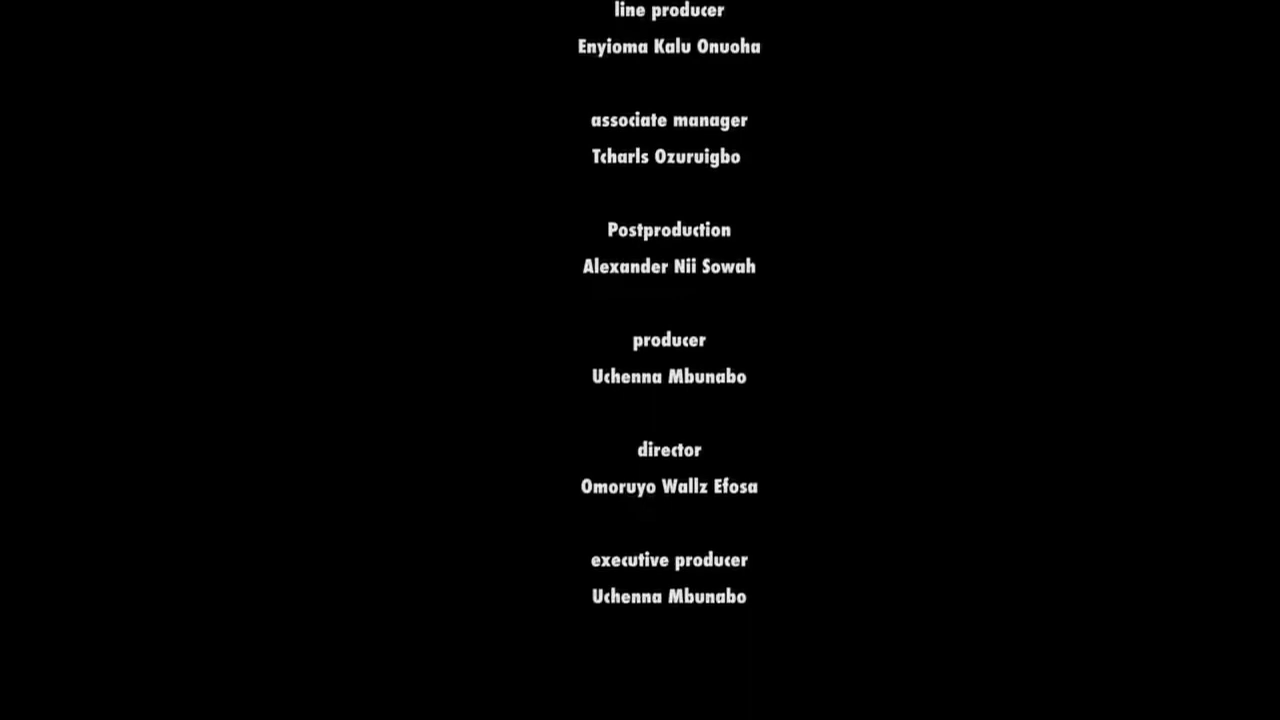 line producer
Enyioma Kalu Onuoha
associate manager
Tcharls Ozuruigbo
Postproduction
Alexander Nii Sowah
producer
Uchenna Mbunabo
director
Omoruyo Wallz Efosa
executive producer
Uchenna Mbunabo